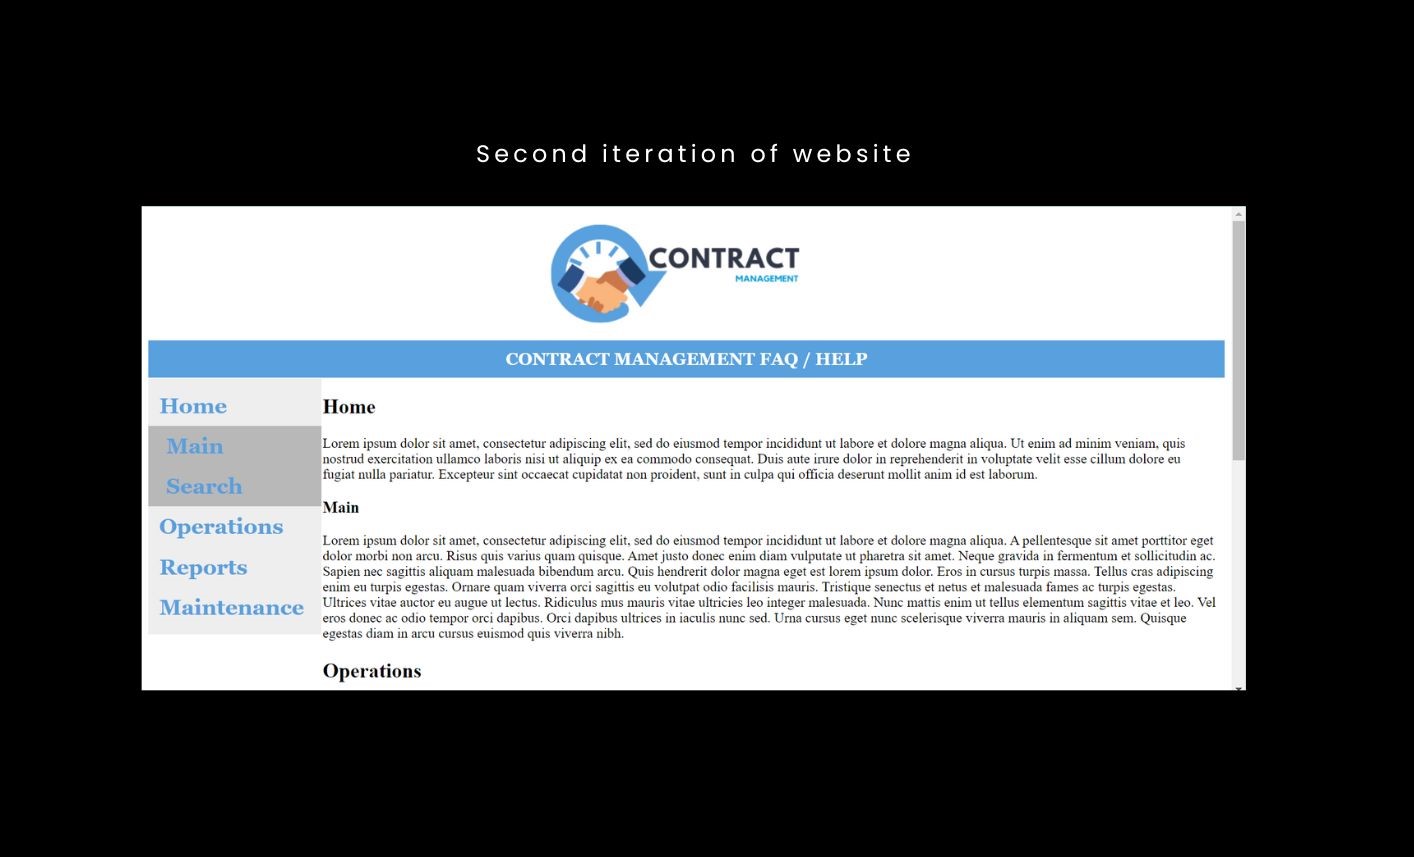 Second iteration of website
CONTRACT
MANAGEMENT
CONTRACT MANAGEMENT FAQ / HELP
Home
Main
Search
Operations
Reports
Maintenance
Home
Lorem ipsum dolor sit amet, consectetur adipiscing elit, sed do eiusmod tempor incididunt ut labore et dolore magna aliqua. Ut enim ad minim veniam, quis
nostrud exercitation ullamco laboris nisi ut aliquip ex ea commodo consequat. Duis aute irure dolor in reprehenderit in voluptate velit esse cillum dolore eu
fugiat nulla pariatur. Excepteur sint occaecat cupidatat non proident, sunt in culpa qui officia deserunt mollit anim id est laborum.
Main
Lorem ipsum dolor sit amet, consectetur adipiscing elit, sed do eiusmod tempor incididunt ut labore et dolore magna aliqua. A pellentesque sit amet porttitor eget
dolor morbi non arcu. Risus quis varius quam quisque. Amet justo donec enim diam vulputate ut pharetra sit amet. Neque gravida in fermentum et sollicitudin ac.
Sapien nec sagittis aliquam malesuada bibendum arcu. Quis hendrerit dolor magna eget est lorem ipsum dolor. Eros in cursus turpis massa. Tellus cras adipiscing
enim eu turpis egestas. Ornare quam viverra orci sagittis eu volutpat odio facilisis mauris. Tristique senectus et netus et malesuada fames ac turpis egestas.
Ultrices vitae auctor eu augue ut lectus. Ridiculus mus mauris vitae ultricies leo integer malesuada. Nunc mattis enim ut tellus elementum sagittis vitae et leo. Vel
eros donec ac odio tempor orci dapibus. Orci dapibus ultrices in iaculis nunc sed. Urna cursus eget nunc scelerisque viverra mauris in aliquam sem. Quisque
egestas diam in arcu cursus euismod quis viverra nibh.
Operations